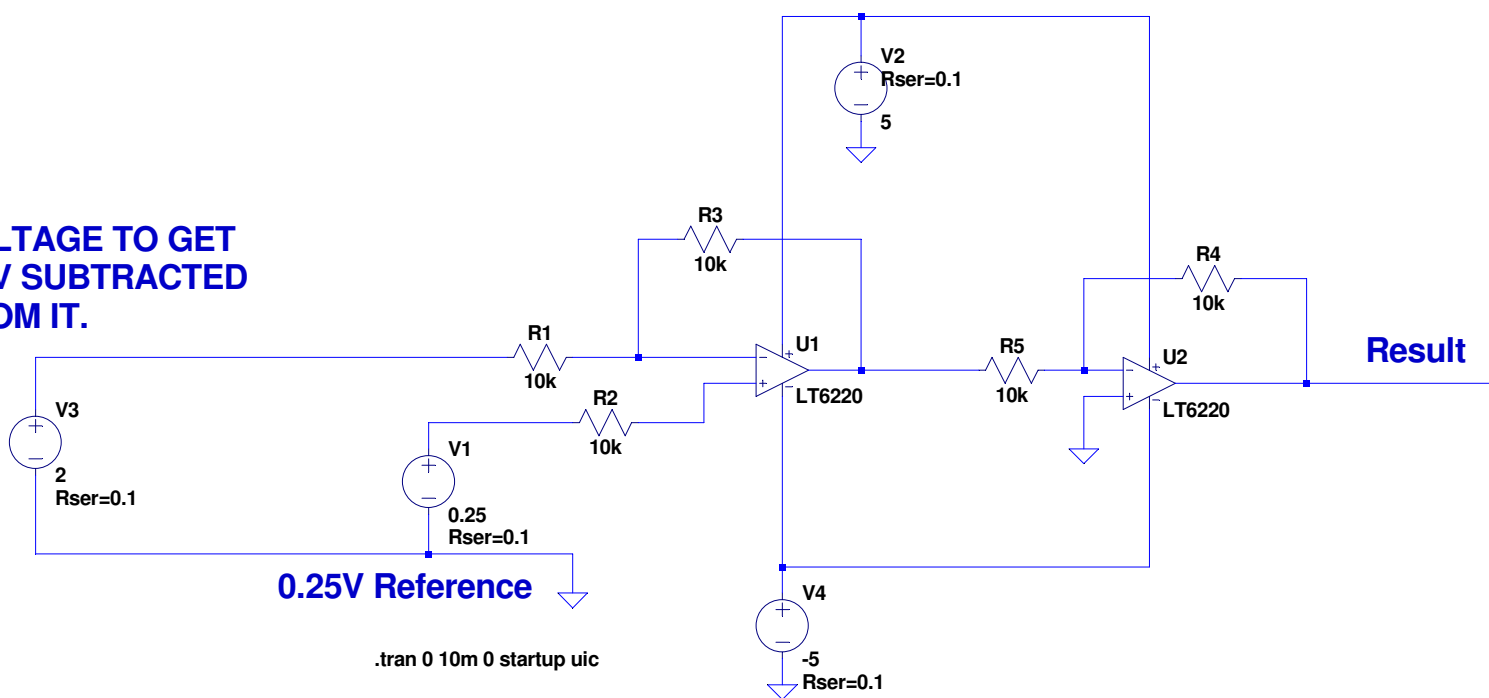 V2
Rser=0.1
5
LTAGE TO GET
V SUBTRACTED
OM IT.
R3
10k
R4
10k
R1
10k
U1
LT6220
R5
10k
U2
LT6220
Result
R2
10k
V3
2
Rser=0.1
V1
0.25
Rser=0.1
0.25V Reference
V4
-5
Rser=0.1
.tran 0 10m 0 startup uic